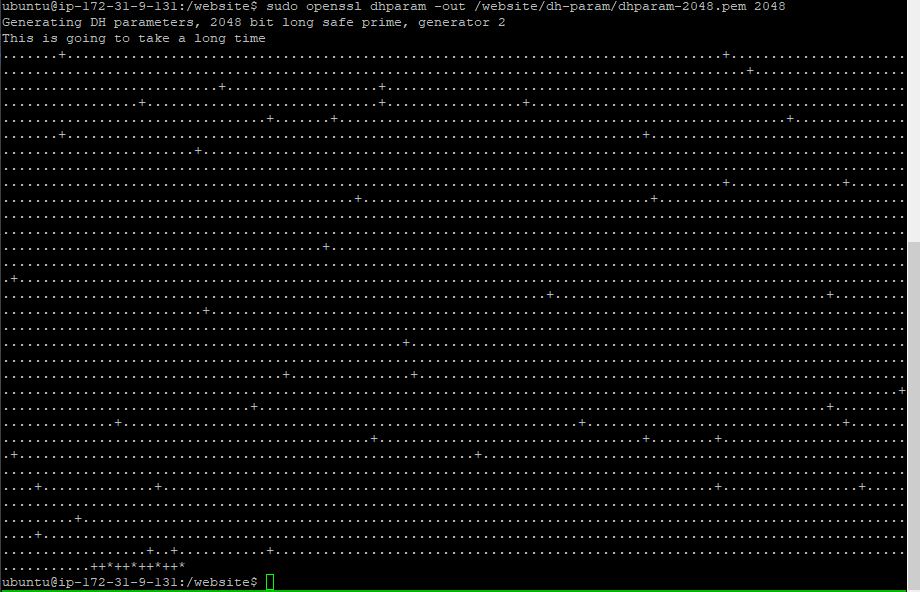 ubuntu@ip-172-31-9-131:/website$ sudo openssl dhparam -out /website/dh-param/dhparam-2048.pem 2048
Generating DH parameters, 2048 bit long safe prime, generator 2
This is going to take a long time
...........++*++*++*++*
ubuntu@ip-172-31-9-131:/website$